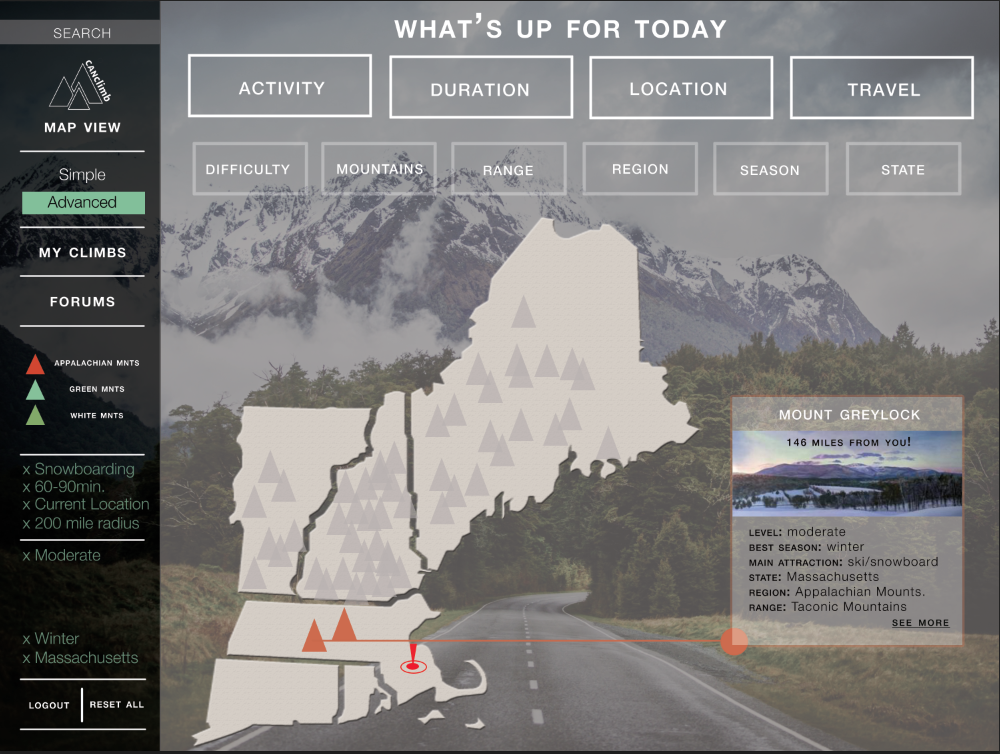 SEARCH
CANclimb
MAP VIEW
Simple
Advanced
MY CLIMBS
FORUMS
APPALACHIAN MNTS
GREEN MNTS
WHITE MNTS
x Snowboarding
x 60-90min.
x Current Location
x 200 mile radius
x Moderate
x Winter
x Massachusetts
LOGOUT
RESET ALL
WHAT'S UP FOR TODAY
ACTIVITY
DURATION
LOCATION
TRAVEL
DIFFICULTY
MOUNTAINS
RANGE
REGION
SEASON
STATE
MOUNT GREYLOCK
146 MILES FROM YOU!
LEVEL: moderate
BEST SEASON: winter
MAIN ATTRACTION: ski/snowboard
STATE: Massachusetts
REGION: Appalachian Mounts.
RANGE: Taconic Mountains
SEE MORE